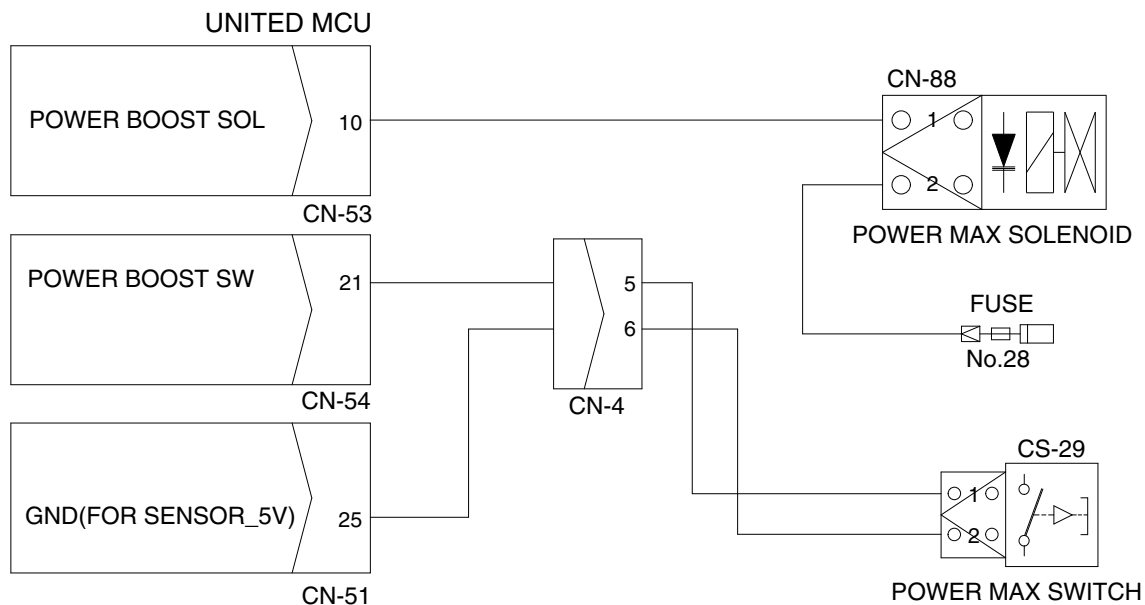 UNITED MCU
POWER BOOST SOL
10
CN-53
POWER BOOST SW
21
CN-54
GND(FOR SENSOR_5V)
25
CN-51
5
6
CN-4
CN-88
1
2
POWER MAX SOLENOID
FUSE
No.28
CS-29
1
2
POWER MAX SWITCH